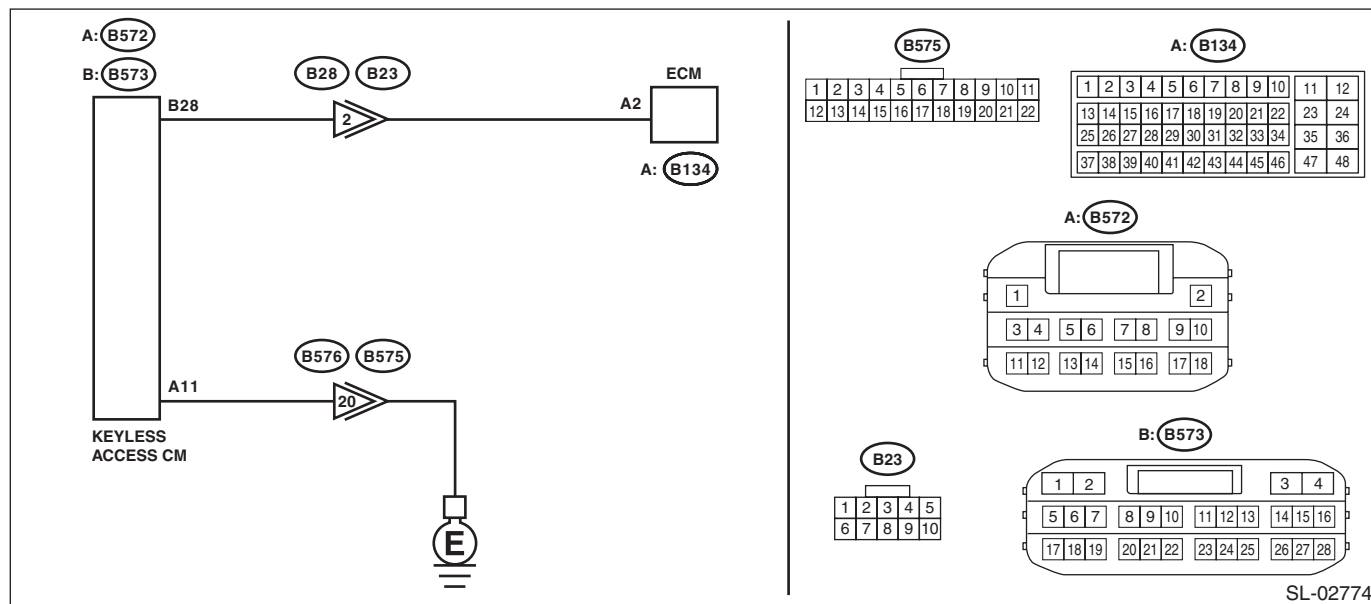 A: B572
B: B573
B28
B28 B23
2
A2
ECM
A: B134
A11
B576 B575
20
KEYLESS
ACCESS CM
E
B575
1 2 3 4 5 6 7 8 9 10 11
12 13 14 15 16 17 18 19 20 21 22
A: B134
1 2 3 4 5 6 7 8 9 10 11 12
13 14 15 16 17 18 19 20 21 22 23 24
25 26 27 28 29 30 31 32 33 34 35 36
37 38 39 40 41 42 43 44 45 46 47 48
A: B572
1 2
3 4 5 6 7 8 9 10
11 12 13 14 15 16 17 18
B23
1 2 3 4 5
6 7 8 9 10
B: B573
1 2 3 4
5 6 7 8 9 10 11 12 13 14 15 16
17 18 19 20 21 22 23 24 25 26 27 28
SL-02774